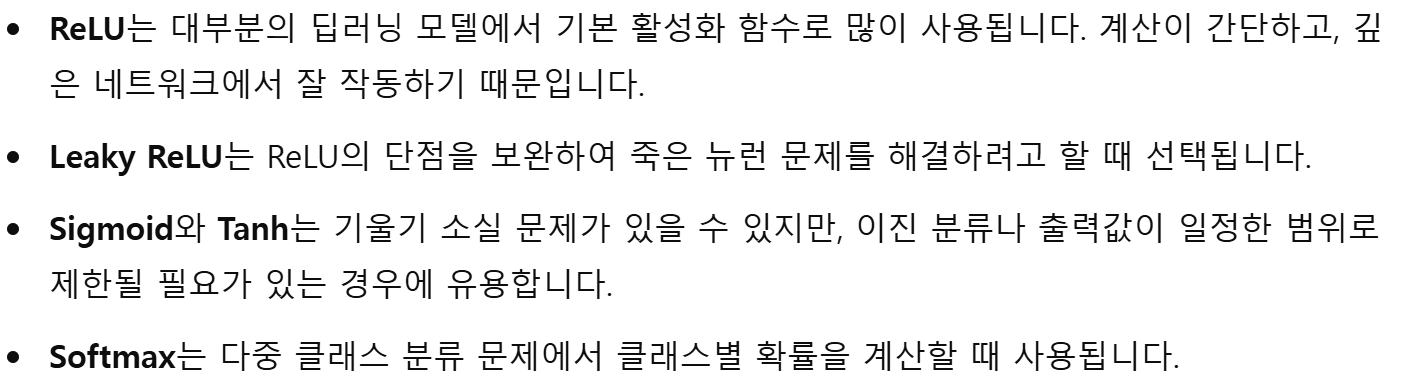 • ReLU는 대부분의 딥러닝 모델에서 기본 활성화 함수로 많이 사용됩니다. 계산이 간단하고, 깊
은 네트워크에서 잘 작동하기 때문입니다.
• Leaky ReLU는 ReLU의 단점을 보완하여 죽은 뉴런 문제를 해결하려고 할 때 선택됩니다.
• Sigmoid와 Tanh는 기울기 소실 문제가 있을 수 있지만, 이진 분류나 출력값이 일정한 범위로
제한될 필요가 있는 경우에 유용합니다.
• Softmax는 다중 클래스 분류 문제에서 클래스별 확률을 계산할 때 사용됩니다.